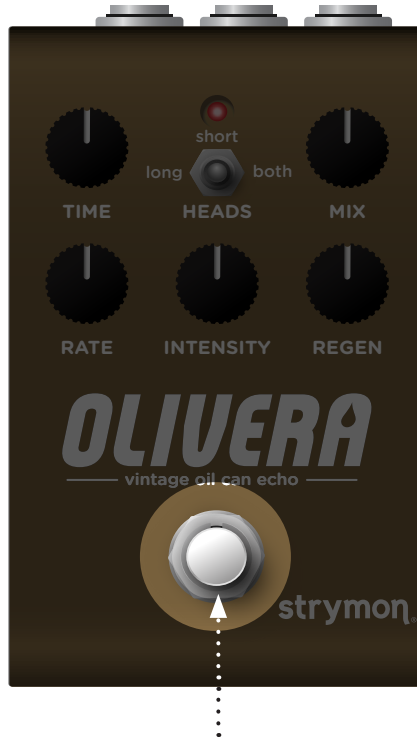 short
long both
TIME HEADS MIX
RATE INTENSITY REGEN
OLIVERA
vintage oil can echo
strymon®